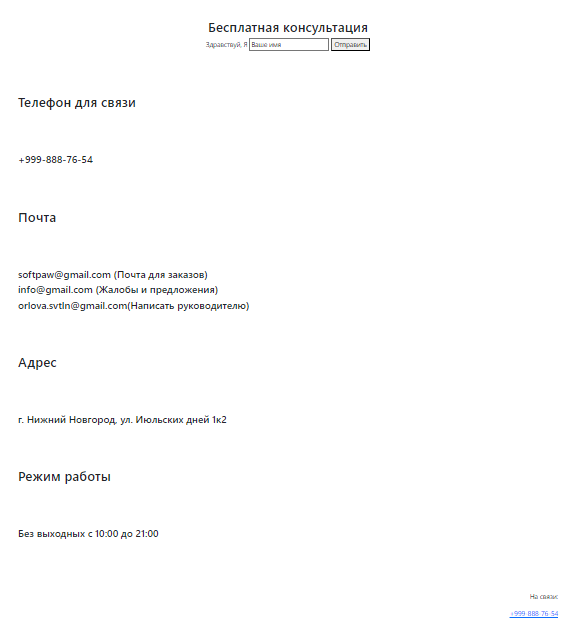 Бесплатная консультация
Здравствуй, Я Ваше имя Отправить
Телефон для связи
+999-888-76-54
Почта
softpaw@gmail.com (Почта для заказов)
info@gmail.com (Жалобы и предложения)
orlova.svtln@gmail.com(Написать руководителю)
Адрес
г. Нижний Новгород, ул. Июльских дней 1к2
Режим работы
Без выходных с 10:00 до 21:00
На связи:
+999 888 76 54